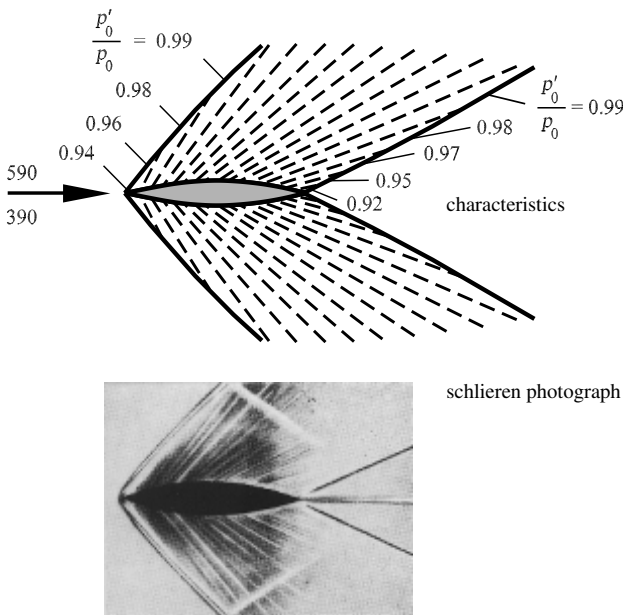 p′₀/p₀ = 0.99
0.98
0.96
0.94
590
390
p′₀/p₀ = 0.99
0.98
0.97
0.95
0.92
characteristics
schlieren photograph